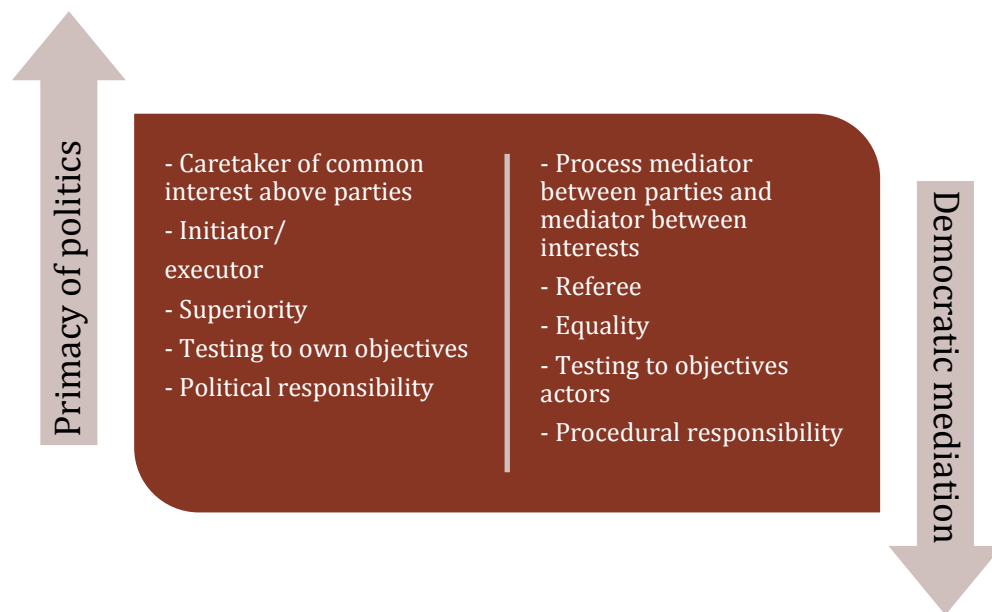 Primacy of politics
- Caretaker of common
interest above parties
- Initiator/
executor
- Superiority
- Testing to own objectives
- Political responsibility
- Process mediator
between parties and
mediator between
interests
- Referee
- Equality
- Testing to objectives
actors
- Procedural responsibility
Democratic mediation